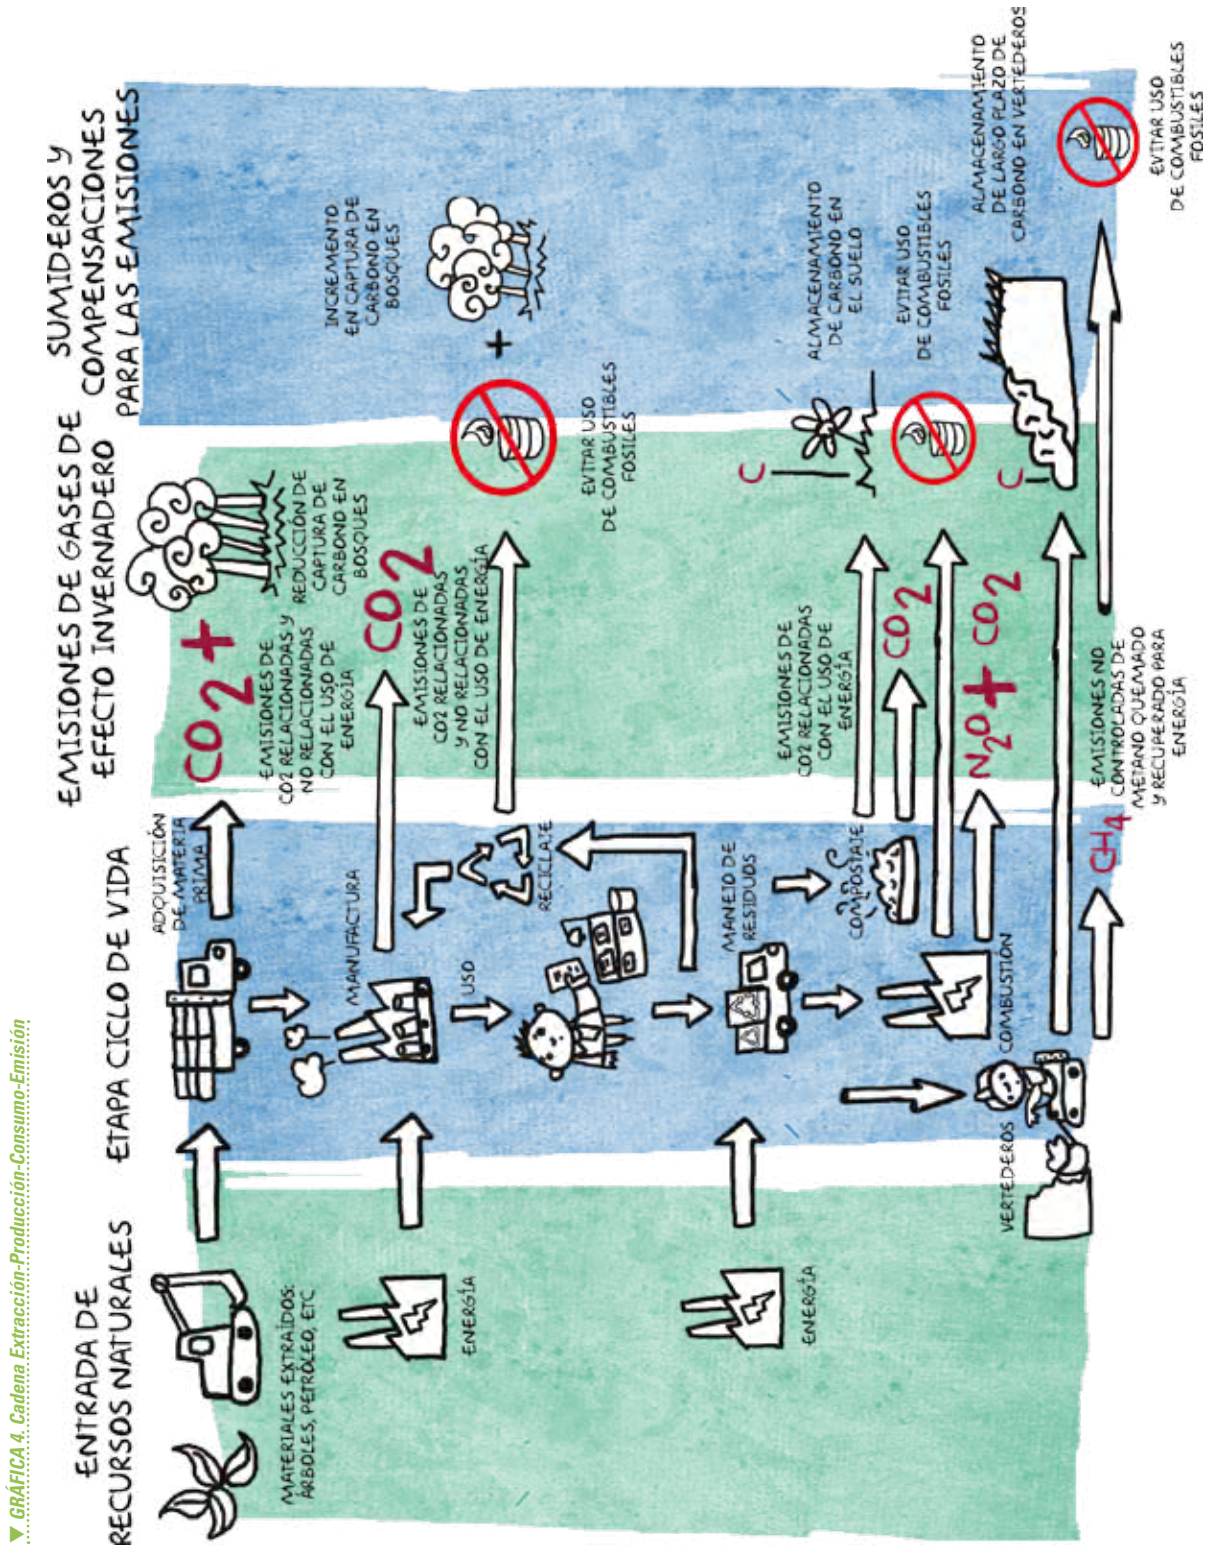 GRÁFICA 4. Cadena Extracción-Producción-Consumo-Emisión
ENTRADA DE
RECURSOS NATURALES
ETAPA CICLO DE VIDA
EMISIONES DE GASES DE
EFECTO INVERNADERO
SUMIDEROS Y
COMPENSACIONES
PARA LAS EMISIONES
MATERIALES EXTRAÍDOS:
ÁRBOLES, PETRÓLEO, ETC
ADQUISICIÓN
DE MATERIA
PRIMA
CO2 +
EMISIONES DE
CO2 RELACIONADAS Y
NO RELACIONADAS
CON EL USO DE
ENERGÍA
REDUCCIÓN DE
CAPTURA DE
CARBONO EN
BOSQUES
ENERGÍA
MANUFACTURA
CO2
EMISIONES DE
CO2 RELACIONADAS
Y NO RELACIONADAS
CON EL USO DE ENERGÍA
INCREMENTO
EN CAPTURA DE
CARBONO EN
BOSQUES
+
USO
RECICLAJE
EVITAR USO
DE COMBUSTIBLES
FOSILES
ENERGÍA
MANEJO DE
RESIDUOS
COMPOSTAJE
EMISIONES DE
CO2 RELACIONADAS
CON EL USO DE
ENERGÍA
CO2
C
ALMACENAMIENTO
DE CARBONO EN
EL SUELO
EVITAR USO
DE COMBUSTIBLES
FOSILES
COMBUSTIÓN
N2O + CO2
VERTEDEROS
CH4
EMISIONES NO
CONTROLADAS DE
METANO QUEMADO
Y RECUPERADO PARA
ENERGÍA
C
ALMACENAMIENTO
DE LARGO PLAZO DE
CARBONO EN VERTEDEROS
EVITAR USO
DE COMBUSTIBLES
FOSILES